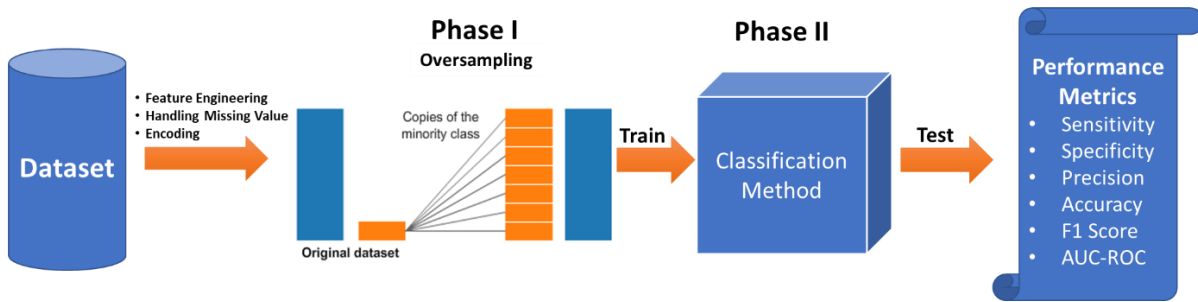 Dataset
• Feature Engineering
• Handling Missing Value
• Encoding
Phase I
Oversampling
Copies of the
minority class
Original dataset
Train
Phase II
Classification
Method
Test
Performance
Metrics
• Sensitivity
• Specificity
• Precision
• Accuracy
• F1 Score
• AUC-ROC